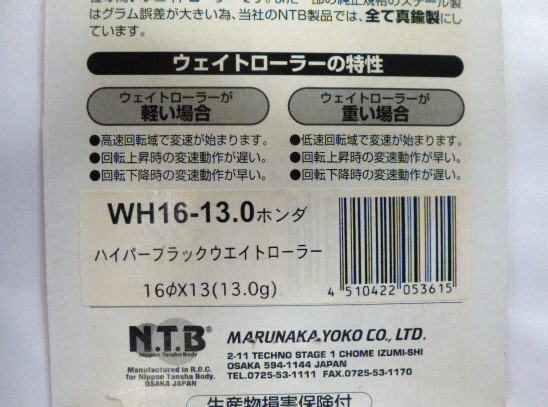 はグラム誤差が大きい為、当社のNTB製品では、全て真鍮製にし
ています。
ウェイトローラーの特性
ウェイトローラーが
軽い場合
ウェイトローラーが
重い場合
●高速回転域で変速が始まります。
●回転上昇時の変速動作が遅い。
●回転下降時の変速動作が早い。
●低速回転域で変速が始まります。
●回転上昇時の変速動作が早い。
●回転下降時の変速動作が遅い。
WH16-13.0ホンダ
ハイパーブラックウエイトローラー
16ΦX13(13.0g)
4 510422 053615
N.T.B®
Nippon Tansha Body
Manufactured in R.O.C.
for Nippon Tansha Body.
OSAKA JAPAN
MARUNAKA.YOKO CO., LTD.
2-11 TECHNO STAGE 1 CHOME IZUMI-SHI
OSAKA 594-1144 JAPAN
TEL.0725-53-1111 FAX.0725-53-1170
生産物損害保険付